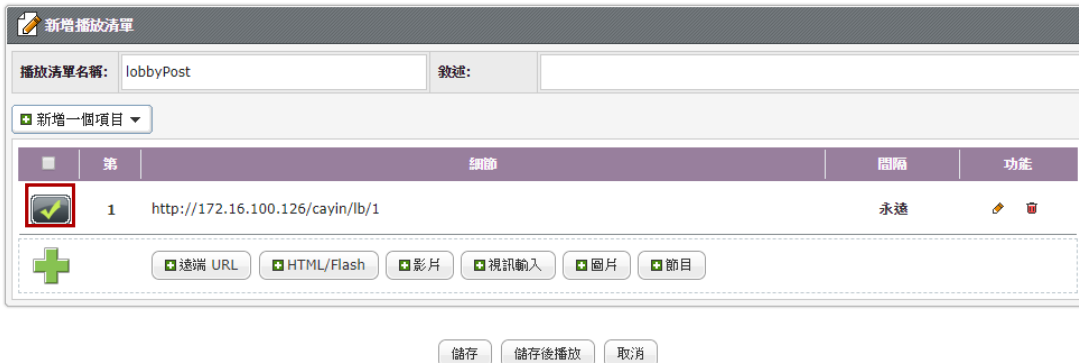 新增播放清單
播放清單名稱: lobbyPost 敘述:
新增一個項目
第 細節 間隔 功能
1 http://172.16.100.126/cayin/lb/1 永遠
遠端 URL HTML/Flash 影片 視訊輸入 圖片 節目
儲存 儲存後播放 取消